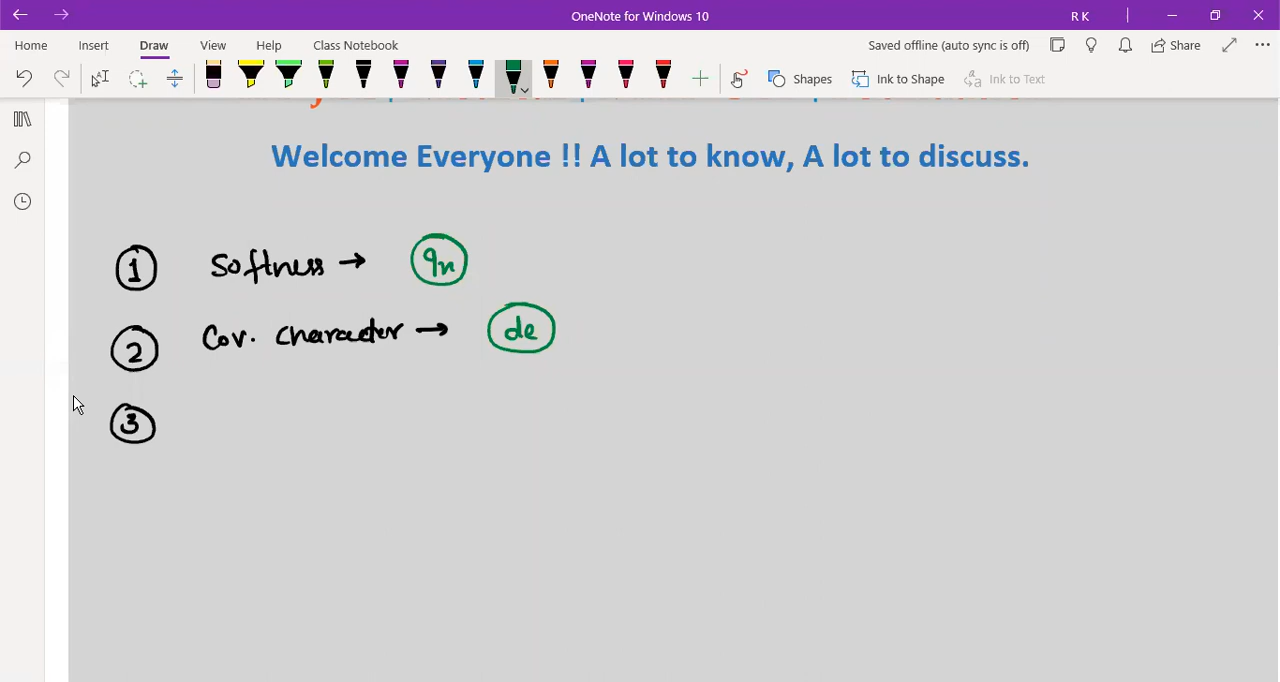 OneNote for Windows 10
R K
Home Insert Draw View Help Class Notebook
Saved offline (auto sync is off)
Share
Shapes
Ink to Shape
Ink to Text
Welcome Everyone !! A lot to know, A lot to discuss.
1 Softness → In
2 Cov. character → de
3